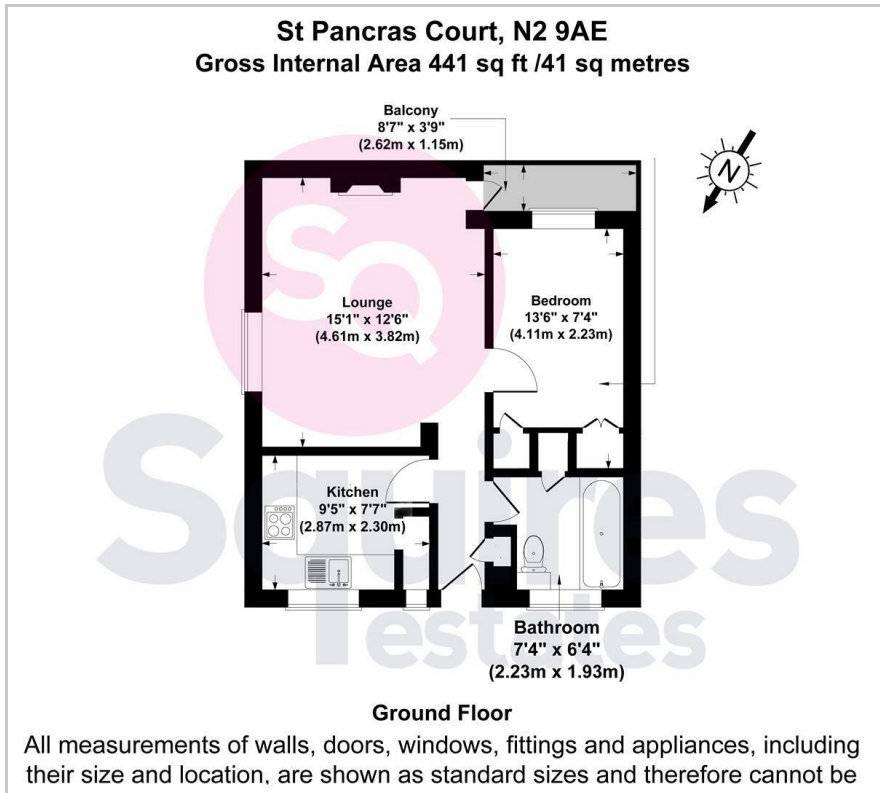 St Pancras Court, N2 9AE
Gross Internal Area 441 sq ft /41 sq metres
Balcony
8'7" x 3'9"
(2.62m x 1.15m)
N
SQ
Lounge
15'1" x 12'6"
(4.61m x 3.82m)
Bedroom
13'6" x 7'4"
(4.11m x 2.23m)
Squires
estates
Kitchen
9'5" x 7'7"
(2.87m x 2.30m)
Bathroom
7'4" x 6'4"
(2.23m x 1.93m)
Ground Floor
All measurements of walls, doors, windows, fittings and appliances, including
their size and location, are shown as standard sizes and therefore cannot be